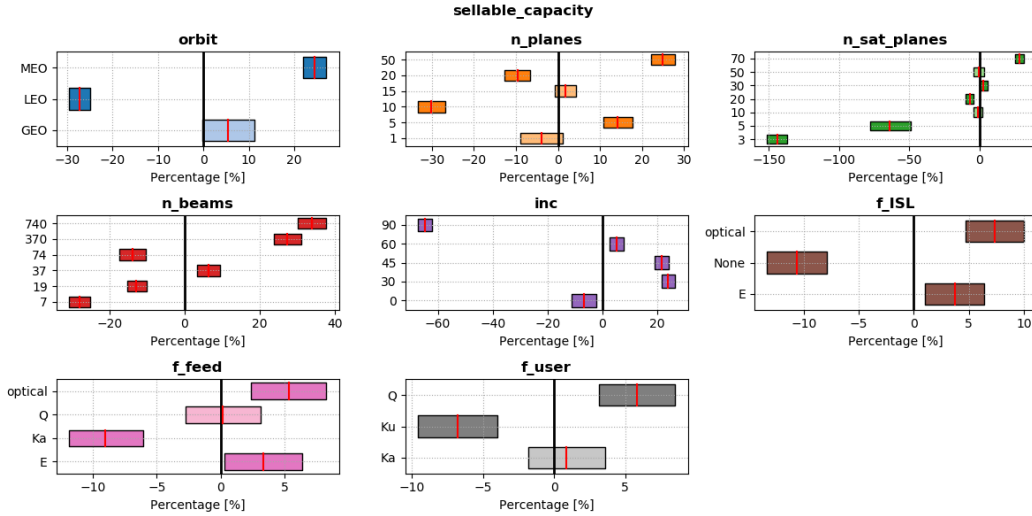 sellable_capacity
orbit
MEO
LEO
GEO
−30 −20 −10 0 10 20
Percentage [%]
n_planes
50
20
15
10
5
1
−30 −20 −10 0 10 20 30
Percentage [%]
n_sat_planes
70
50
30
20
10
5
3
−150 −100 −50 0
Percentage [%]
n_beams
740
370
74
37
19
7
−20 0 20 40
Percentage [%]
inc
90
60
45
30
0
−60 −40 −20 0 20
Percentage [%]
f_ISL
optical
None
E
−10 −5 0 5 10
Percentage [%]
f_feed
optical
Q
Ka
E
−10 −5 0 5
Percentage [%]
f_user
Q
Ku
Ka
−10 −5 0 5
Percentage [%]